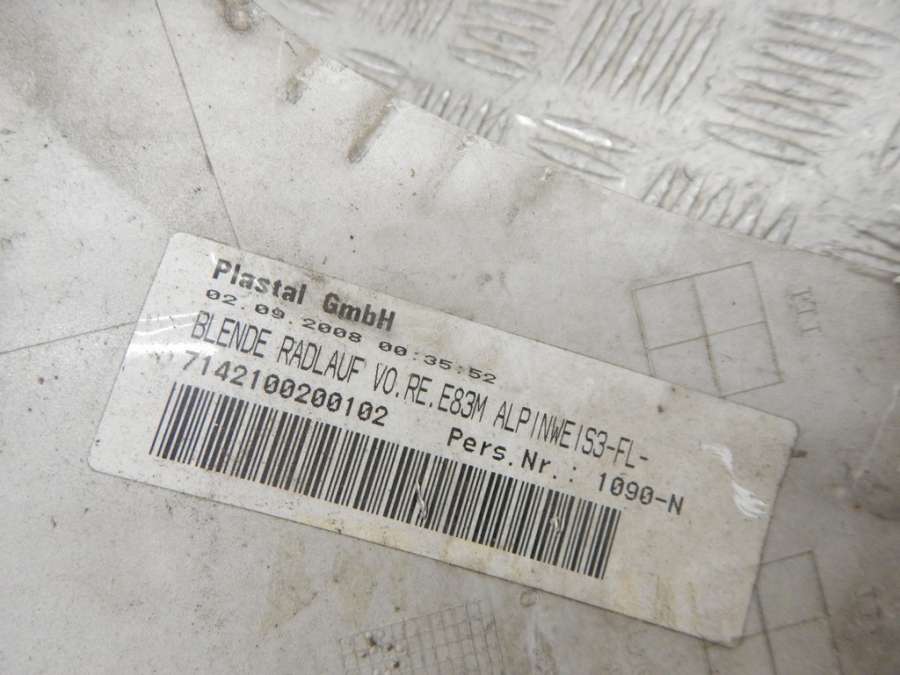 Plastal GmbH
02.09.2008 00:35:52
BLENDE RADLAUF VO.RE.E83M ALPINWEIS3-FL-
7142100200102 Pers.Nr.: 1090-N